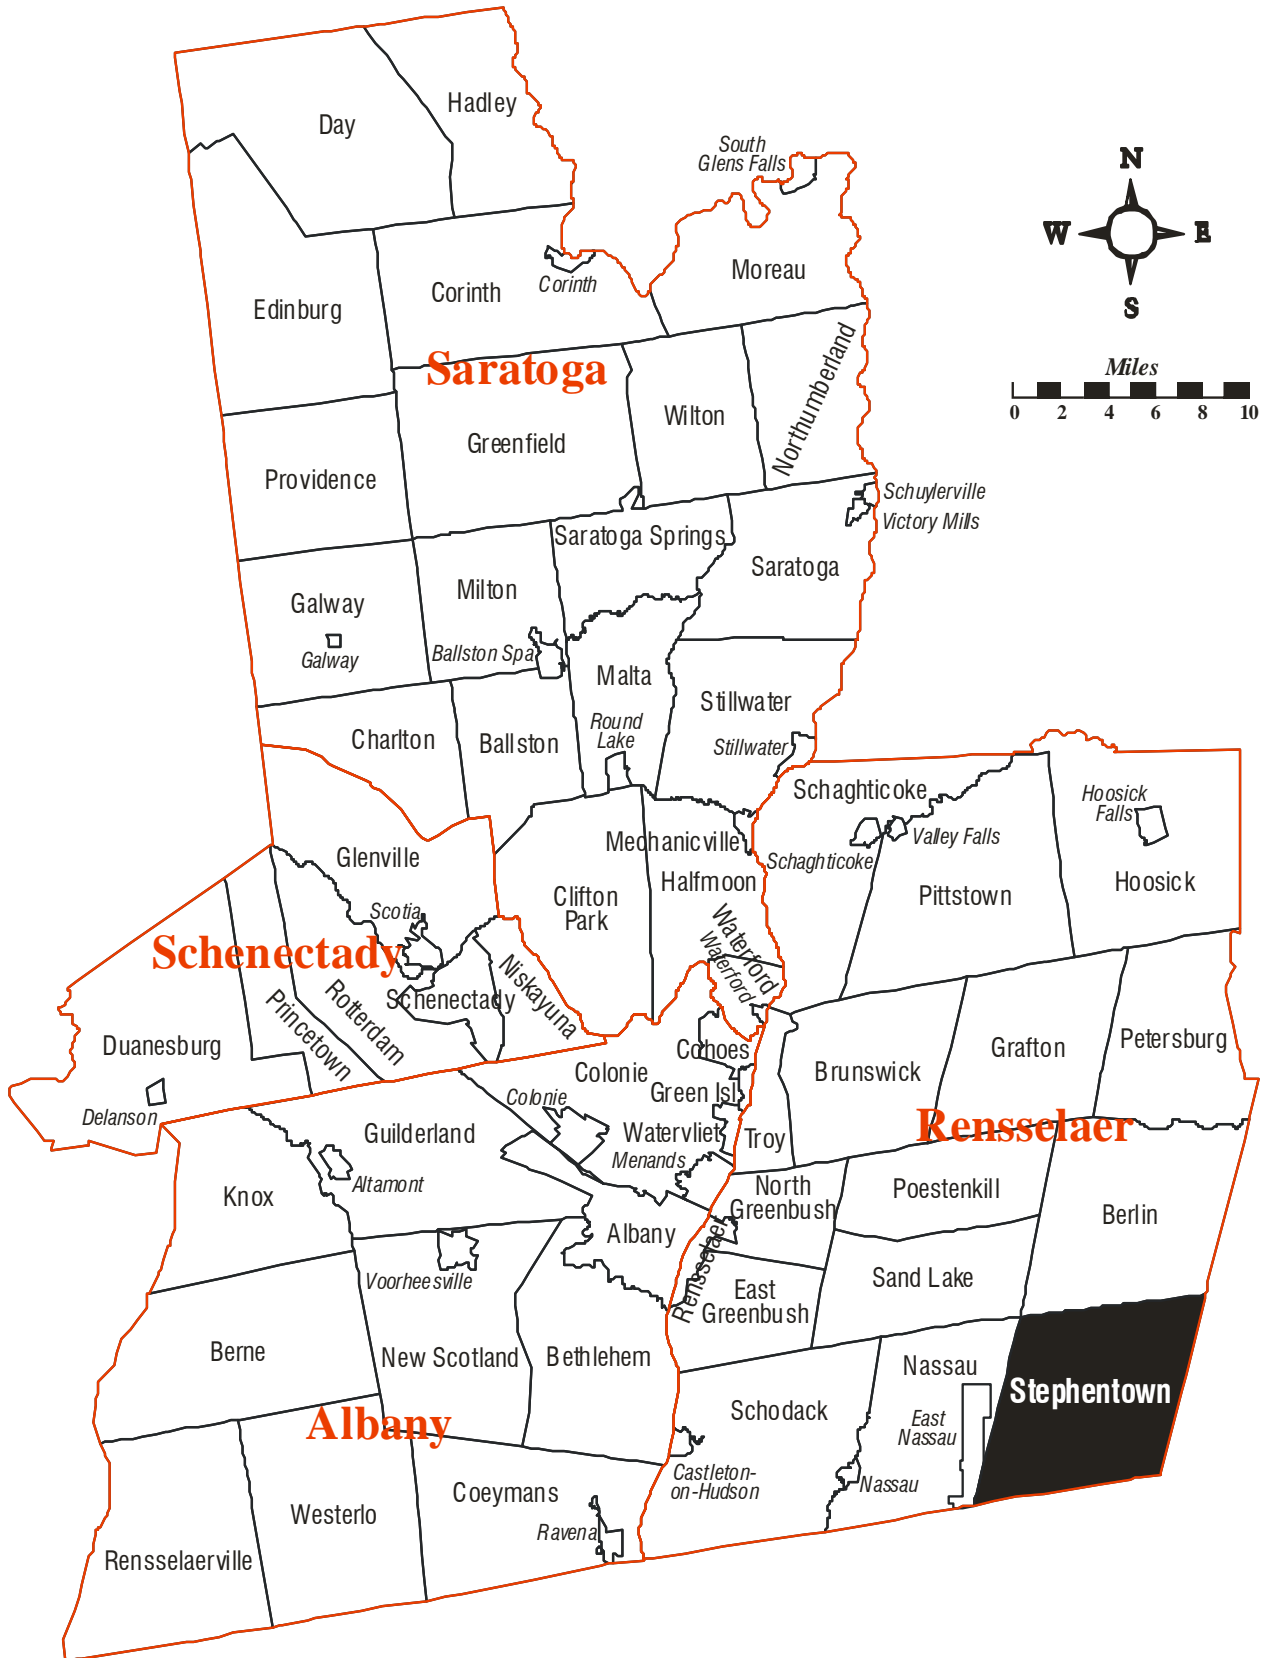 Hadley
Day
South
Glens Falls
N
W
E
S
Moreau
Corinth
Corinth
Edinburg
Miles
0 2 4 6 8 10
Saratoga
Northumberland
Wilton
Greenfield
Providence
Schuylerville
Victory Mills
Saratoga Springs
Saratoga
Milton
Galway
Galway
Ballston Spa
Malta
Stillwater
Round
Lake
Charlton
Ballston
Stillwater
Schaghticoke
Hoosick
Falls
Mechanicville
Valley Falls
Schaghticoke
Glenville
Halfmoon
Hoosick
Clifton
Park
Pittstown
Scotia
Waterford
Waterford
Schenectady
Niskayuna
Schenectady
Rotterdam
Princetown
Duanesburg
Cohoes
Grafton
Petersburg
Colonie
Brunswick
Green Isl
Colonie
Delanson
Rensselaer
Guilderland
Watervliet
Troy
Menands
Altamont
Knox
North
Greenbush
Poestenkill
Berlin
Albany
Rensselaer
Voorheesville
Sand Lake
East
Greenbush
Berne
New Scotland
Bethlehem
Nassau
Stephentown
Schodack
Albany
East
Nassau
Castleton-
on-Hudson
Nassau
Coeymans
Westerlo
Ravena
Rensselaerville